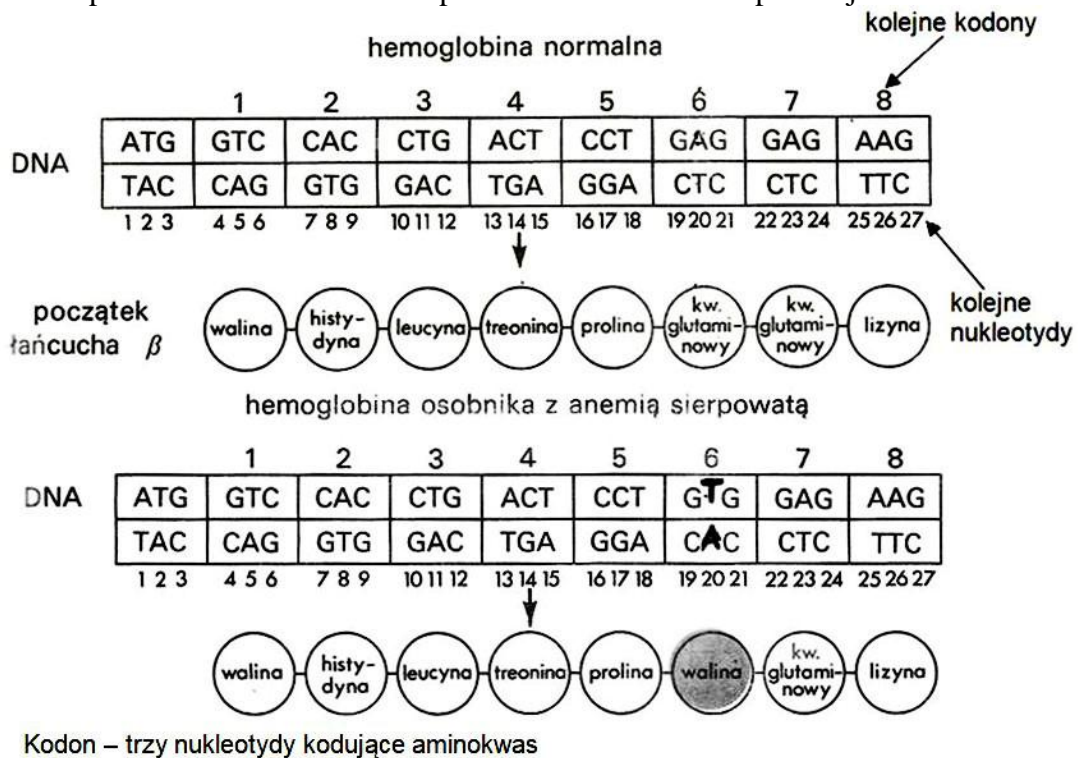 kolejne kodony
hemoglobina normalna
1 2 3 4 5 6 7 8
DNA
ATG GTC CAC CTG ACT CCT GAG GAG AAG
TAC CAG GTG GAC TGA GGA CTC CTC TTC
1 2 3 4 5 6 7 8 9 10 11 12 13 14 15 16 17 18 19 20 21 22 23 24 25 26 27
kolejne
nukleotydy
początek
łańcucha β
walina histy-
dyna leucyna treonina prolina kw.
glutami-
nowy kw.
glutami-
nowy lizyna
hemoglobina osobnika z anemią sierpowatą
1 2 3 4 5 6 7 8
DNA
ATG GTC CAC CTG ACT CCT GTG GAG AAG
TAC CAG GTG GAC TGA GGA CAC CTC TTC
1 2 3 4 5 6 7 8 9 10 11 12 13 14 15 16 17 18 19 20 21 22 23 24 25 26 27
walina histy-
dyna leucyna treonina prolina walina kw.
glutami-
nowy lizyna
Kodon – trzy nukleotydy kodujące aminokwas